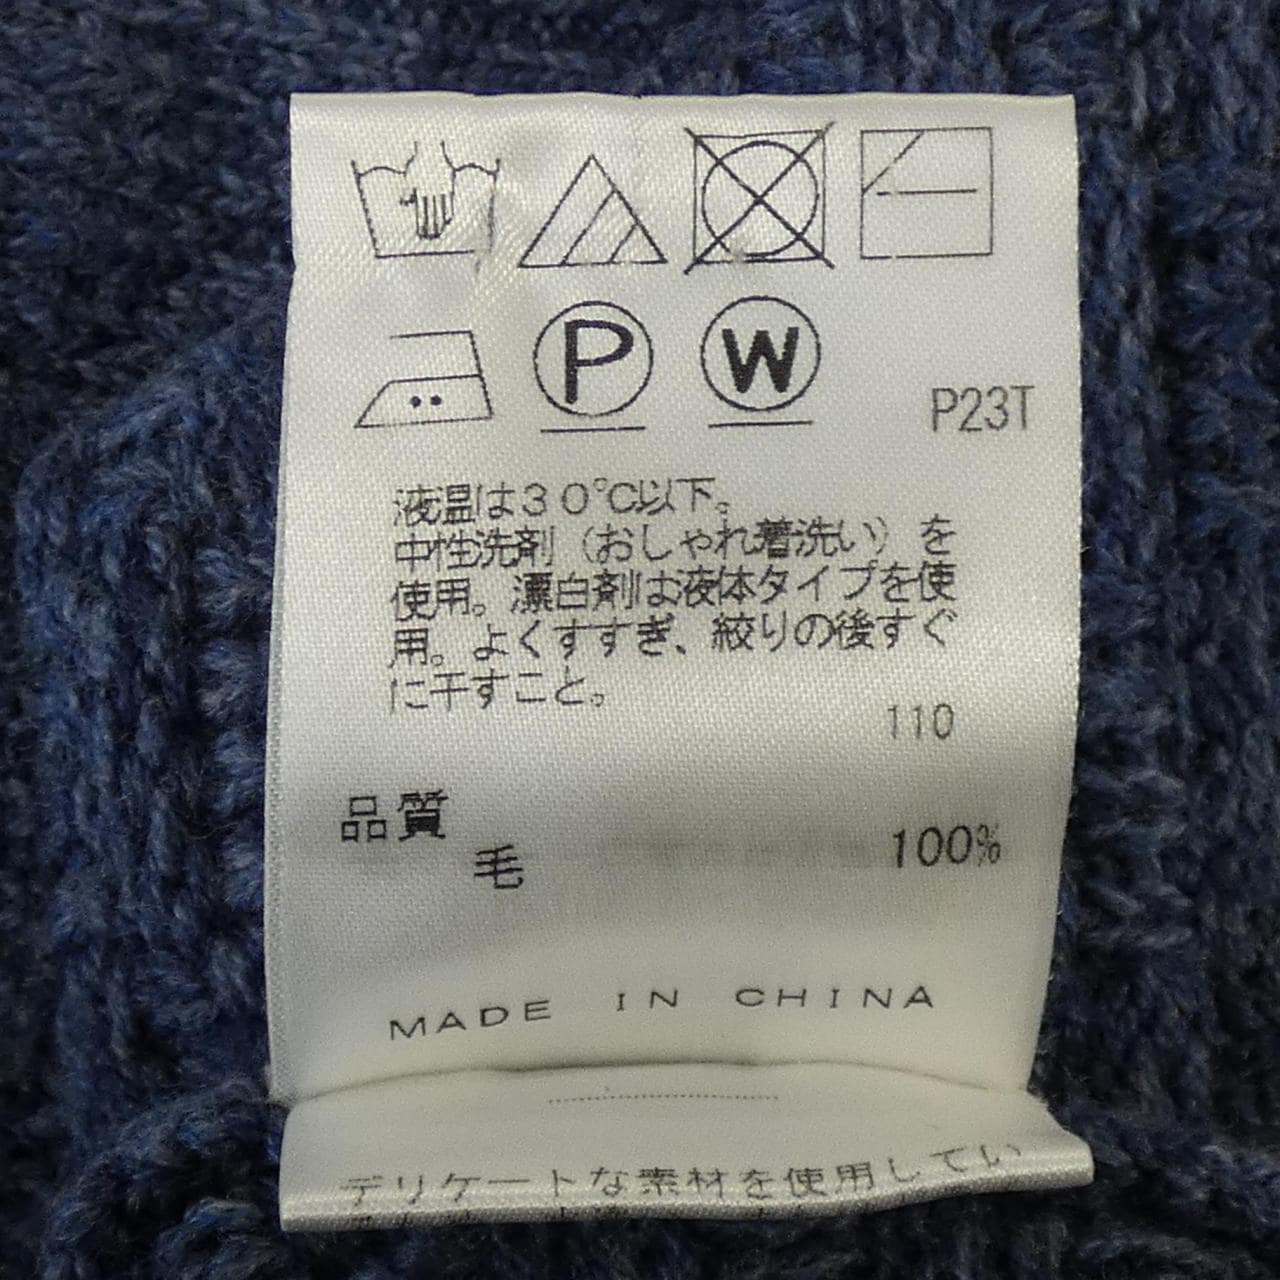 P
W
P23T
液温は30℃以下。
中性洗剤（おしゃれ着洗い）を
使用。漂白剤は液体タイプを使
用。よくすすぎ、絞りの後すぐ
に干すこと。
110
品質
毛 100%
MADE IN CHINA
デリケートな素材を使用してい